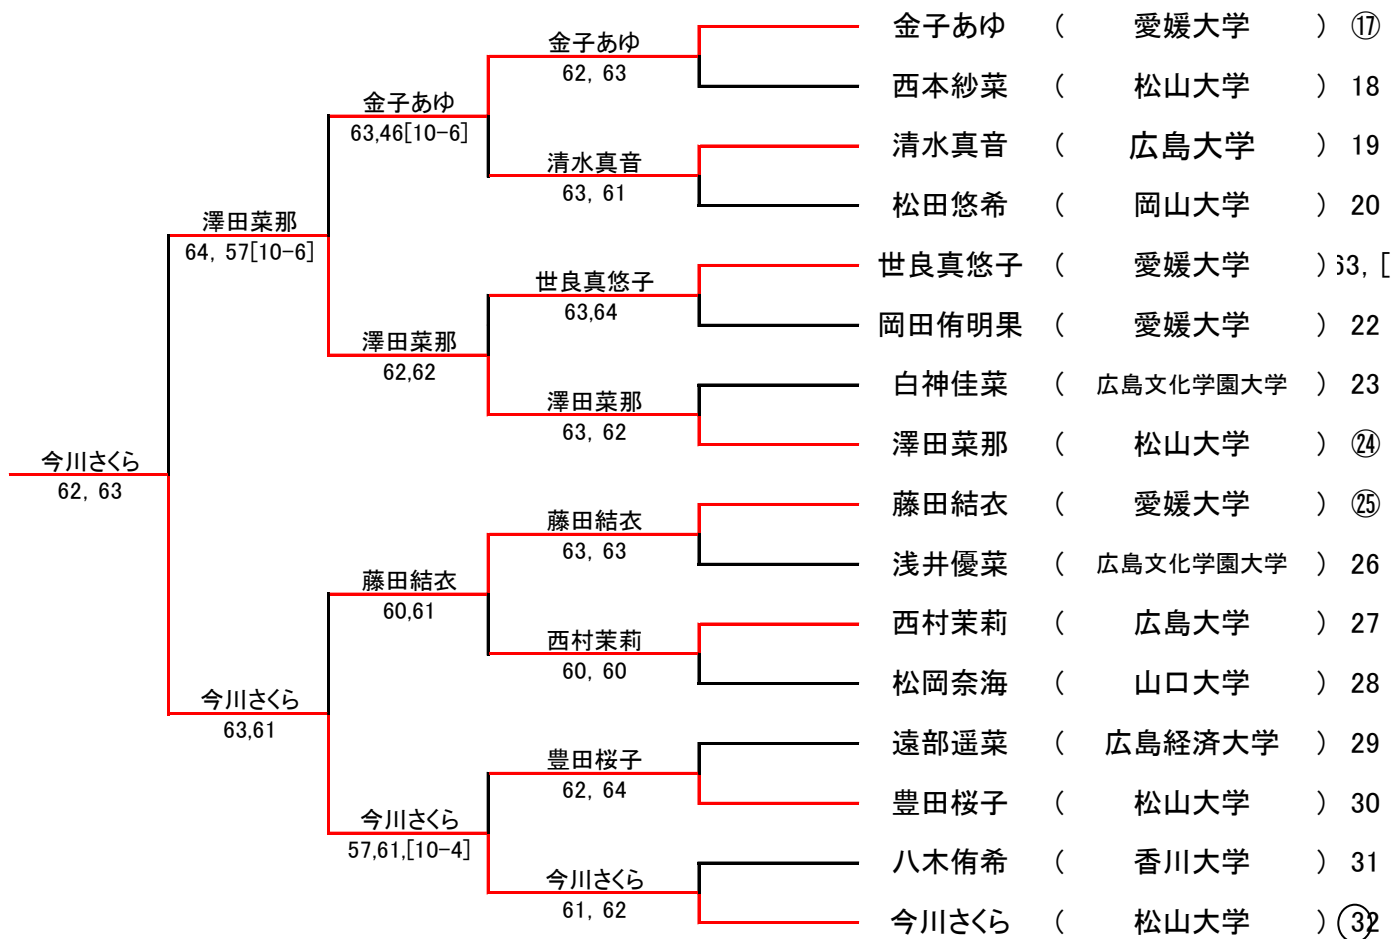 金子あゆ ( 愛媛大学 ) ⑰
西本紗菜 ( 松山大学 ) 18
清水真音 ( 広島大学 ) 19
松田悠希 ( 岡山大学 ) 20
世良真悠子 ( 愛媛大学 ) 63, [
岡田侑明果 ( 愛媛大学 ) 22
白神佳菜 ( 広島文化学園大学 ) 23
澤田菜那 ( 松山大学 ) ㉔
藤田結衣 ( 愛媛大学 ) ㉕
浅井優菜 ( 広島文化学園大学 ) 26
西村茉莉 ( 広島大学 ) 27
松岡奈海 ( 山口大学 ) 28
遠部遥菜 ( 広島経済大学 ) 29
豊田桜子 ( 松山大学 ) 30
八木侑希 ( 香川大学 ) 31
今川さくら ( 松山大学 ) 32
金子あゆ
62, 63
清水真音
63, 61
世良真悠子
63,64
澤田菜那
63, 62
藤田結衣
63, 63
西村茉莉
60, 60
豊田桜子
62, 64
今川さくら
61, 62
金子あゆ
63,46[10-6]
澤田菜那
62,62
藤田結衣
60,61
今川さくら
57,61,[10-4]
澤田菜那
64, 57[10-6]
今川さくら
63,61
今川さくら
62, 63